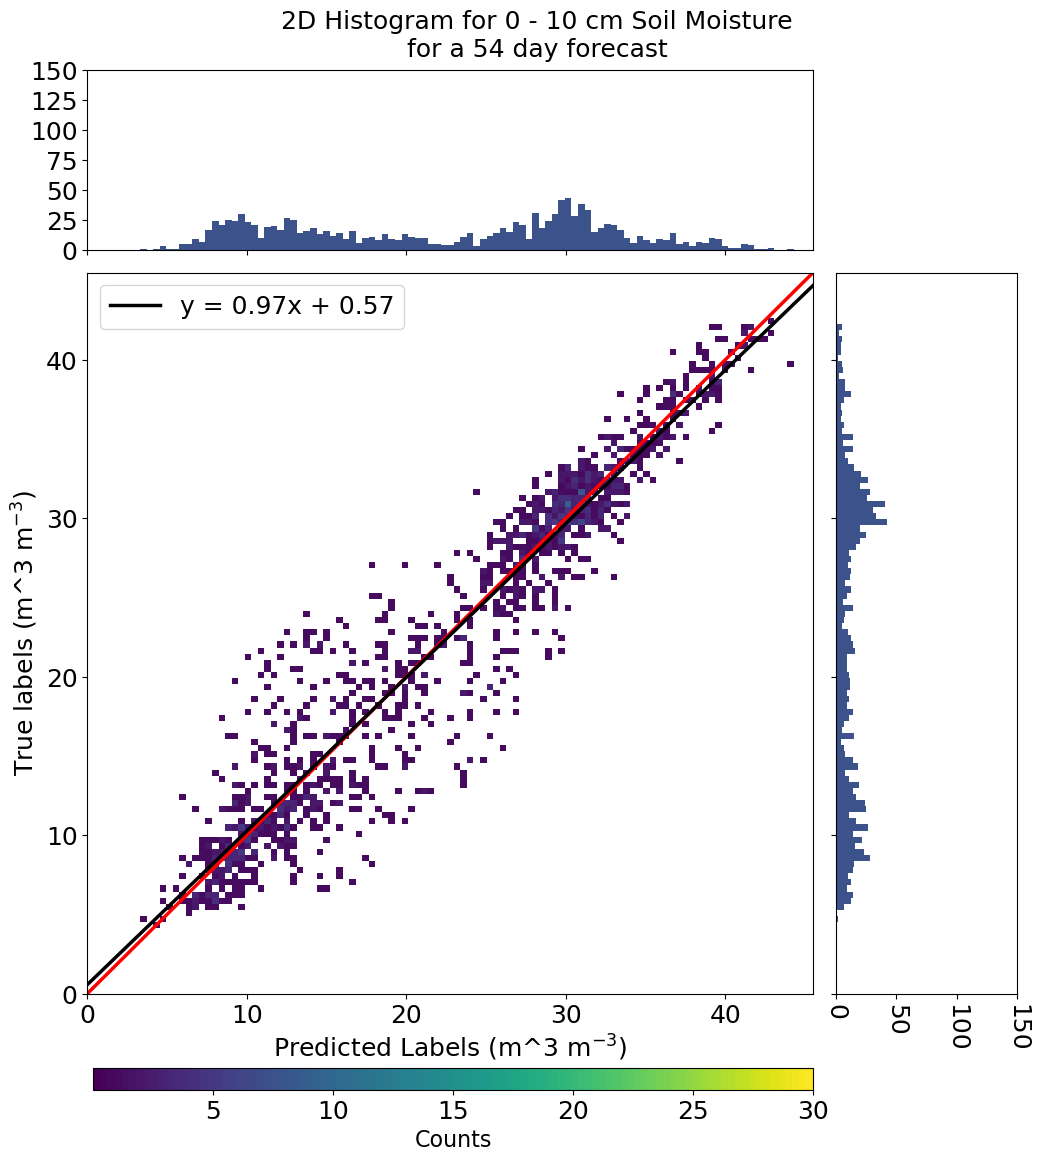 2D Histogram for 0 - 10 cm Soil Moisture
for a 54 day forecast
150
125
100
75
50
25
0
y = 0.97x + 0.57
40
30
20
10
0
True labels (m^3 m⁻³)
0 10 20 30 40
Predicted Labels (m^3 m⁻³)
0 50 100 150
5 10 15 20 25 30
Counts